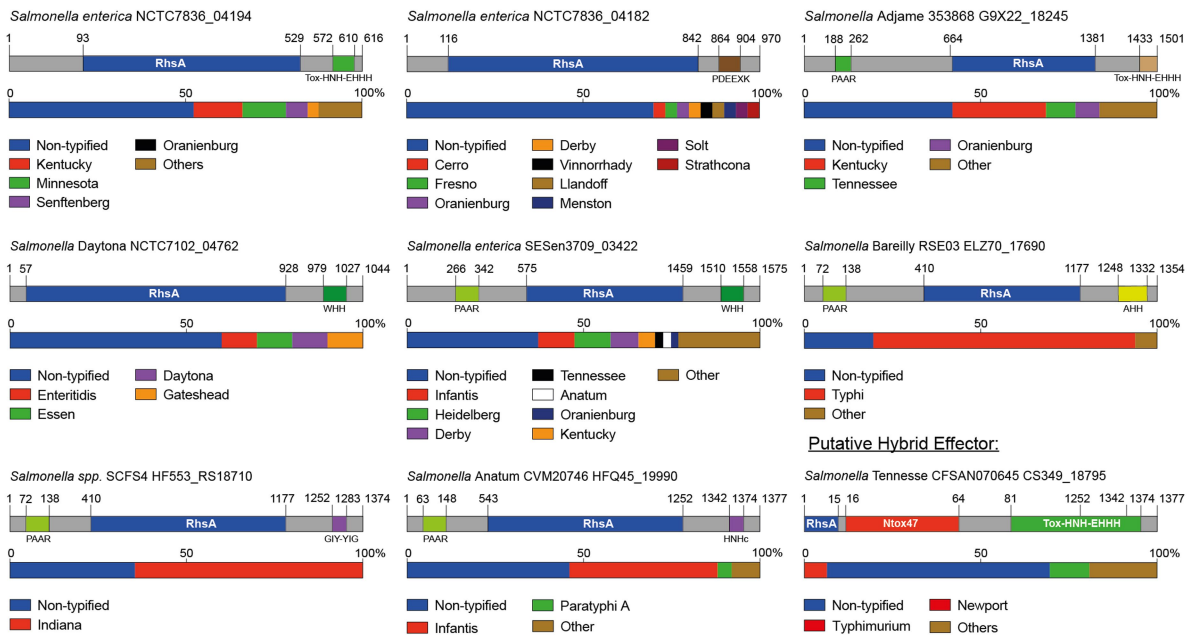 Salmonella enterica NCTC7836_04194
1 93 529 572 610 616
RhsA
Tox-HNH-EHHH
0 50 100%
Non-typified
Kentucky
Minnesota
Senftenberg
Oranienburg
Others
Salmonella enterica NCTC7836_04182
1 116 842 864 904 970
RhsA
PDEEXK
0 50 100%
Non-typified
Cerro
Fresno
Oranienburg
Derby
Vinnorrhady
Llandoff
Menston
Solt
Strathcona
Salmonella Adjame 353868 G9X22_18245
1 188 262 664 1381 1433 1501
RhsA
PAAR
Tox-HNH-EHHH
0 50 100%
Non-typified
Kentucky
Tennessee
Oranienburg
Other
Salmonella Daytona NCTC7102_04762
1 57 928 979 1027 1044
RhsA
WHH
0 50 100%
Non-typified
Enteritidis
Essen
Daytona
Gateshead
Salmonella enterica SESen3709_03422
1 266 342 575 1459 1510 1558 1575
RhsA
PAAR
WHH
0 50 100%
Non-typified
Infantis
Heidelberg
Derby
Tennessee
Anatum
Oranienburg
Kentucky
Other
Salmonella Bareilly RSE03 ELZ70_17690
1 72 138 410 1177 1248 1332 1354
RhsA
PAAR
AHH
0 50 100%
Non-typified
Typhi
Other
Salmonella spp. SCFS4 HF553_RS18710
1 72 138 410 1177 1252 1283 1374
RhsA
PAAR
GIY-YIG
0 50 100%
Non-typified
Indiana
Salmonella Anatum CVM20746 HFQ45_19990
1 63 148 543 1252 1342 1374 1377
RhsA
PAAR
HNHc
0 50 100%
Non-typified
Infantis
Paratyphi A
Other
Putative Hybrid Effector:
Salmonella Tennesse CFSAN070645 CS349_18795
1 15 16 64 81 1252 1342 1374 1377
RhsA Ntox47 Tox-HNH-EHHH
0 50 100%
Non-typified
Typhimurium
Newport
Others